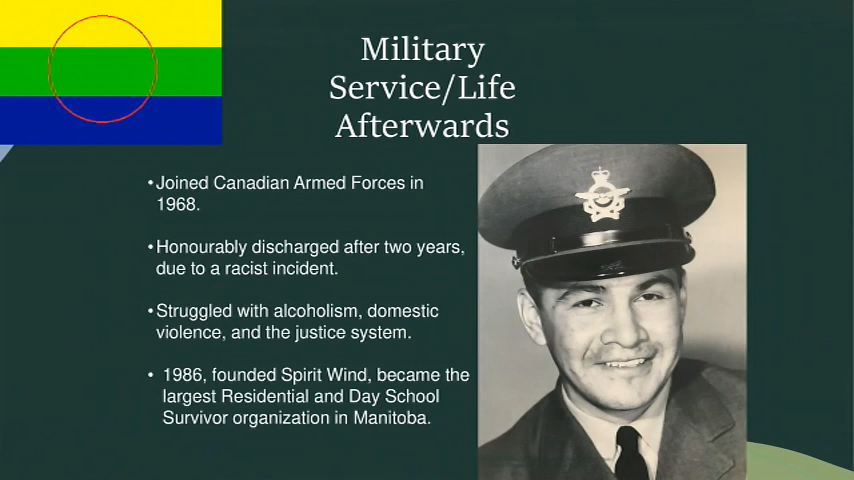 Military
Service/Life
Afterwards
•Joined Canadian Armed Forces in
1968.
•Honourably discharged after two years,
due to a racist incident.
•Struggled with alcoholism, domestic
violence, and the justice system.
• 1986, founded Spirit Wind, became the
largest Residential and Day School
Survivor organization in Manitoba.